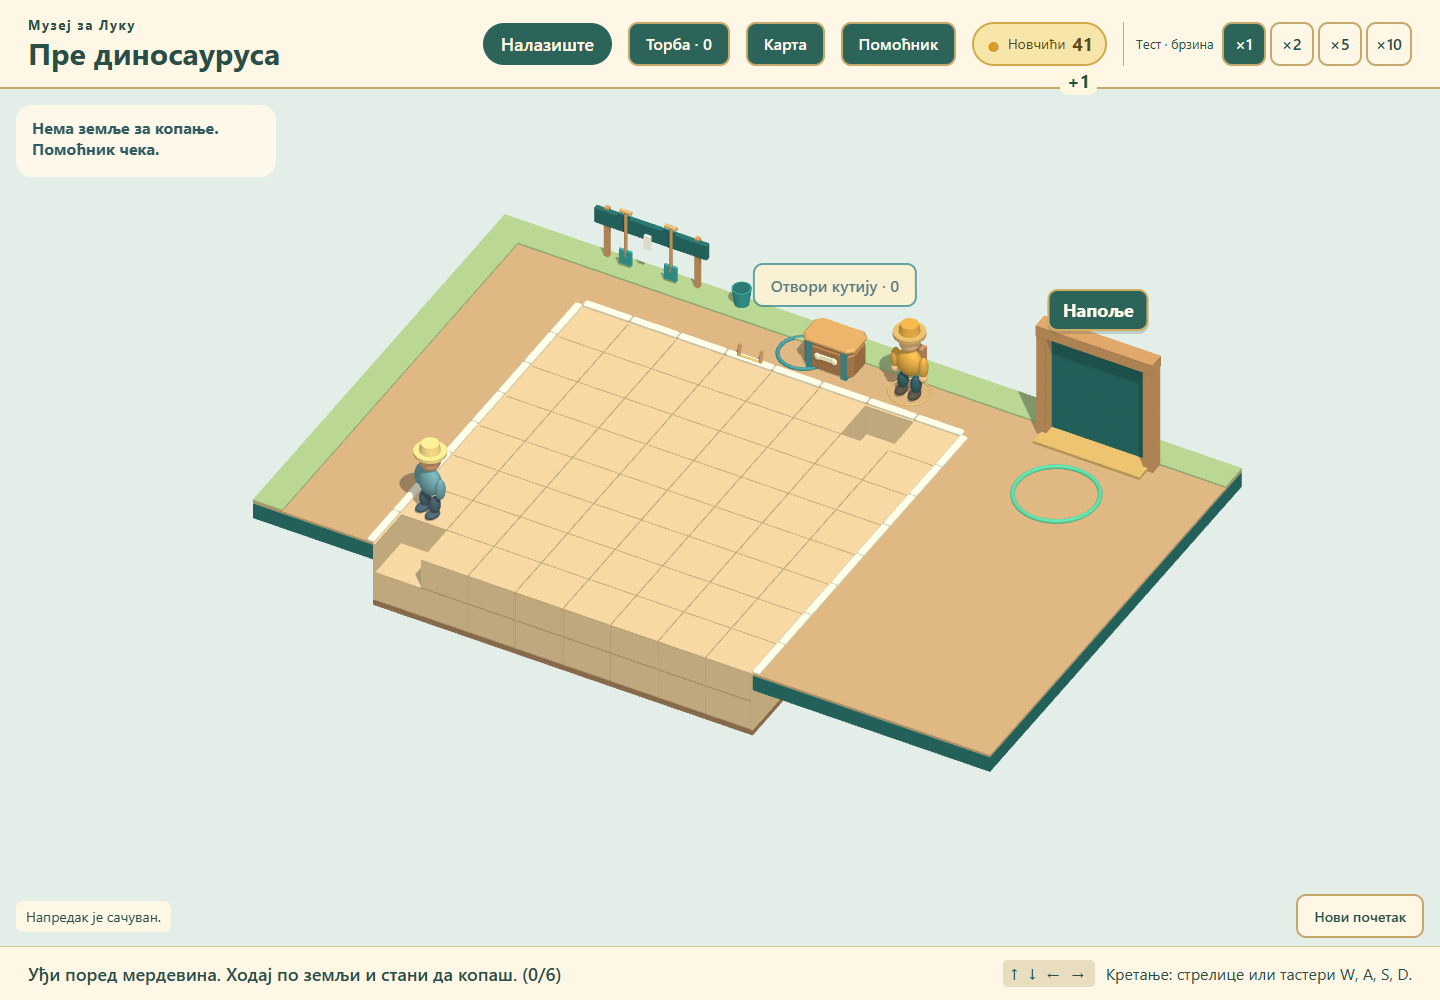 Музеј за Луку
Пре диносауруса
Налазиште
Торба · 0
Карта
Помоћник
Новчићи 41
+1
Тест · брзина
×1
×2
×5
×10
Нема земље за копање.
Помоћник чека.
Отвори кутију · 0
Напоље
Напредак је сачуван.
Нови почетак
Уђи поред мердевина. Ходај по земљи и стани да копаш. (0/6)
↑ ↓ ← → Кретање: стрелице или тастери W, A, S, D.